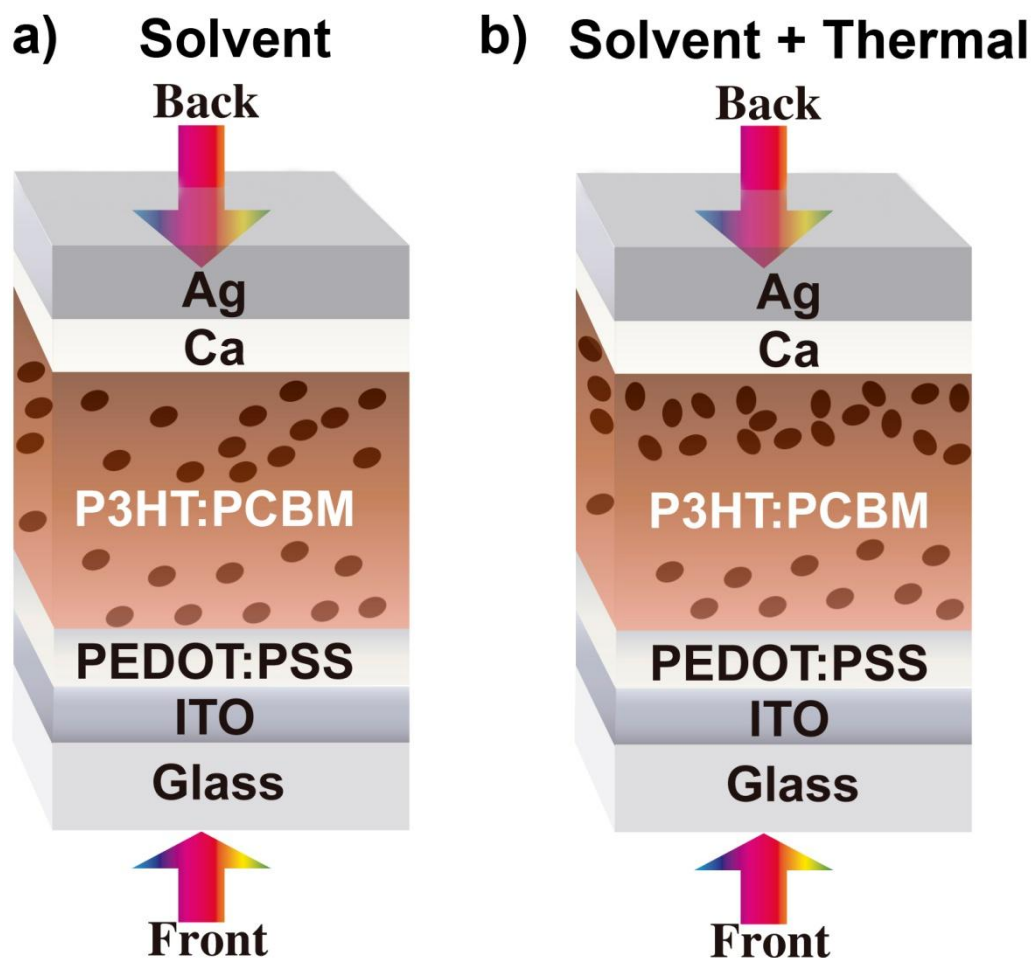 a) Solvent
Back
Ag
Ca
P3HT:PCBM
PEDOT:PSS
ITO
Glass
Front
b) Solvent + Thermal
Back
Ag
Ca
P3HT:PCBM
PEDOT:PSS
ITO
Glass
Front